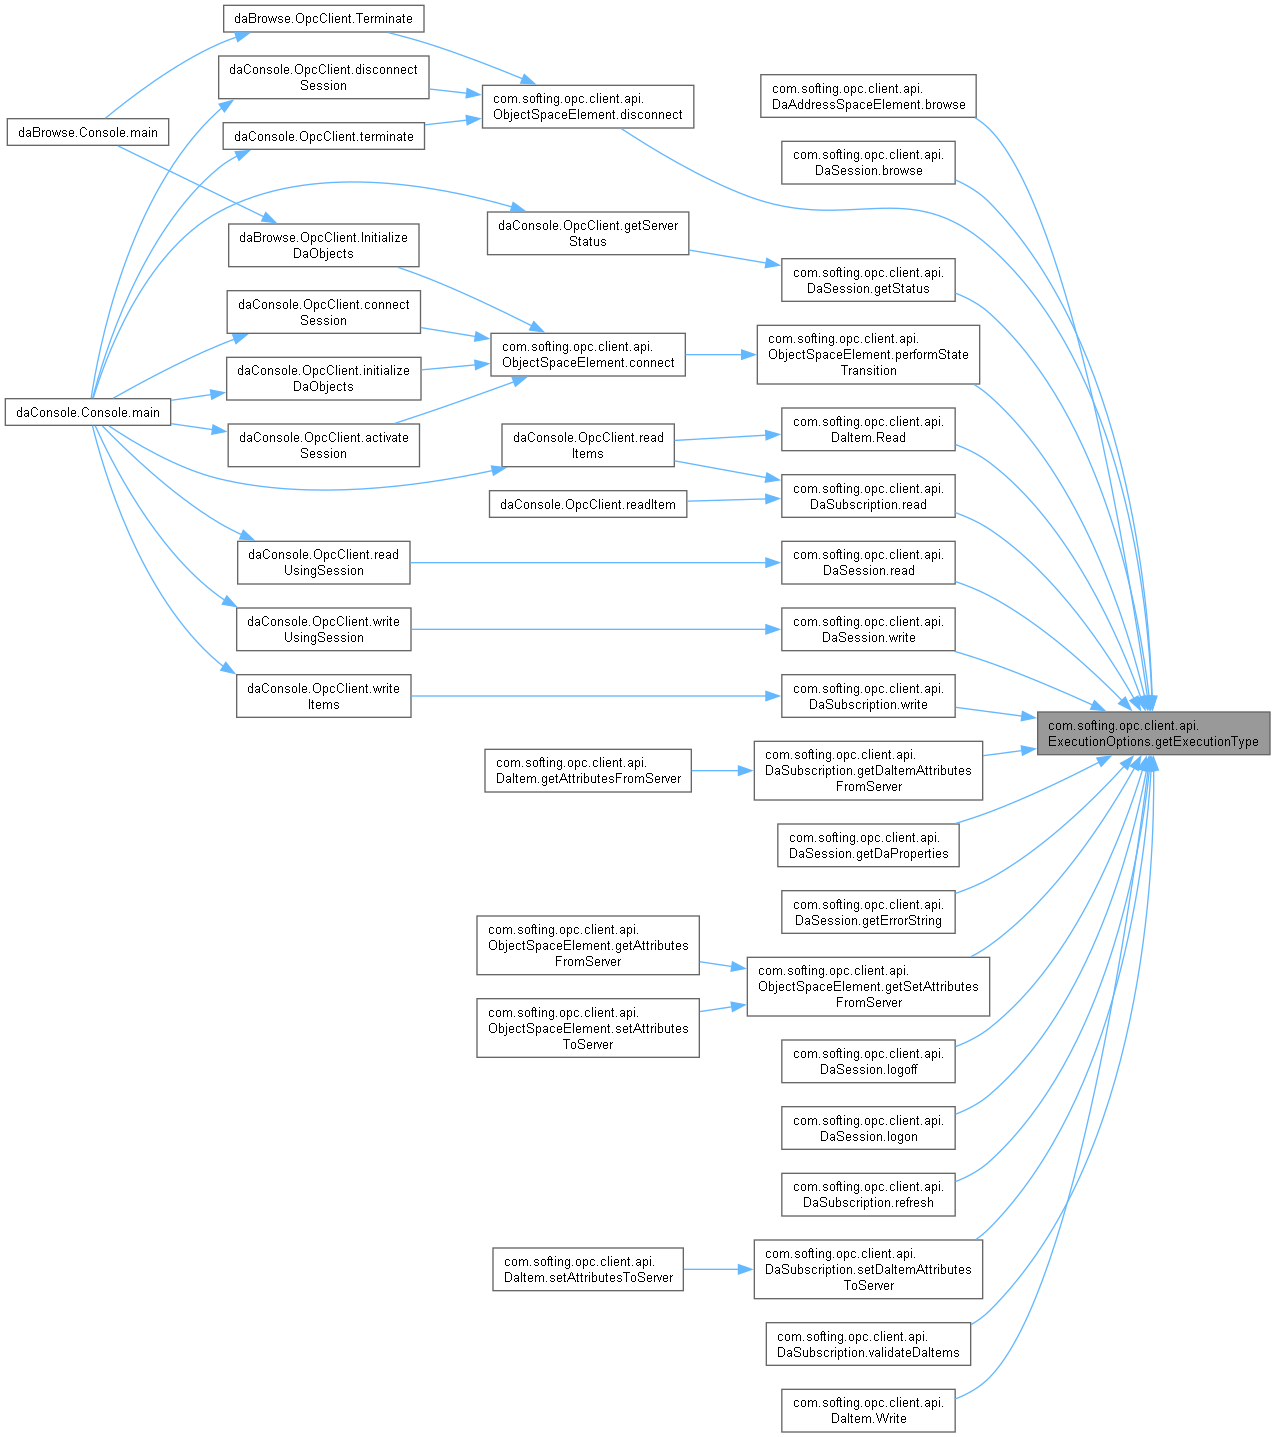 daBrowse.OpcClient.Terminate
daConsole.OpcClient.disconnect
Session
com.softing.opc.client.api.
ObjectSpaceElement.disconnect
com.softing.opc.client.api.
DaAddressSpaceElement.browse
daBrowse.Console.main
daConsole.OpcClient.terminate
com.softing.opc.client.api.
DaSession.browse
daBrowse.OpcClient.Initialize
DaObjects
daConsole.OpcClient.getServer
Status
com.softing.opc.client.api.
DaSession.getStatus
daConsole.OpcClient.connect
Session
com.softing.opc.client.api.
ObjectSpaceElement.connect
com.softing.opc.client.api.
ObjectSpaceElement.performState
Transition
daConsole.OpcClient.initialize
DaObjects
daConsole.Console.main
daConsole.OpcClient.activate
Session
daConsole.OpcClient.read
Items
com.softing.opc.client.api.
DaItem.Read
daConsole.OpcClient.readItem
com.softing.opc.client.api.
DaSubscription.read
daConsole.OpcClient.read
UsingSession
com.softing.opc.client.api.
DaSession.read
daConsole.OpcClient.write
UsingSession
com.softing.opc.client.api.
DaSession.write
daConsole.OpcClient.write
Items
com.softing.opc.client.api.
DaSubscription.write
com.softing.opc.client.api.
ExecutionOptions.getExecutionType
com.softing.opc.client.api.
DaItem.getAttributesFromServer
com.softing.opc.client.api.
DaSubscription.getDaItemAttributes
FromServer
com.softing.opc.client.api.
DaSession.getDaProperties
com.softing.opc.client.api.
DaSession.getErrorString
com.softing.opc.client.api.
ObjectSpaceElement.getAttributes
FromServer
com.softing.opc.client.api.
ObjectSpaceElement.getSetAttributes
FromServer
com.softing.opc.client.api.
ObjectSpaceElement.setAttributes
ToServer
com.softing.opc.client.api.
DaSession.logoff
com.softing.opc.client.api.
DaSession.logon
com.softing.opc.client.api.
DaSubscription.refresh
com.softing.opc.client.api.
DaItem.setAttributesToServer
com.softing.opc.client.api.
DaSubscription.setDaItemAttributes
ToServer
com.softing.opc.client.api.
DaSubscription.validateDaItems
com.softing.opc.client.api.
DaItem.Write